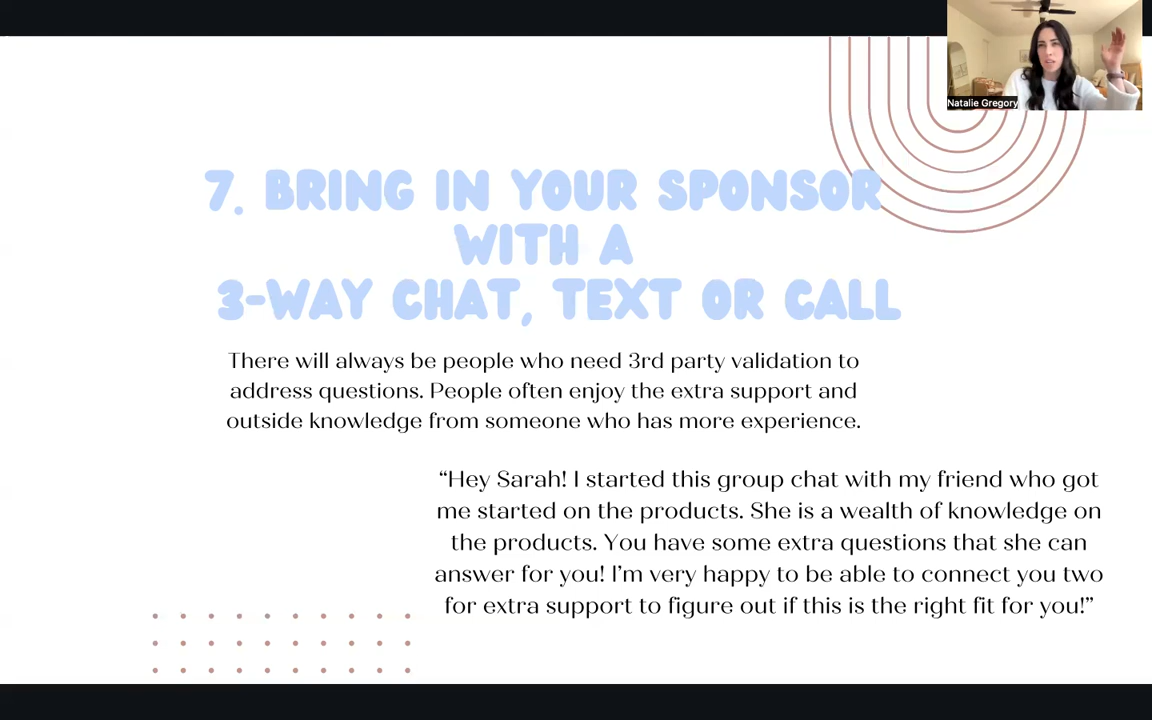 Natalie Gregory
7. BRING IN YOUR SPONSOR
WITH A
3-WAY CHAT, TEXT OR CALL
There will always be people who need 3rd party validation to
address questions. People often enjoy the extra support and
outside knowledge from someone who has more experience.
“Hey Sarah! I started this group chat with my friend who got
me started on the products. She is a wealth of knowledge on
the products. You have some extra questions that she can
answer for you! I’m very happy to be able to connect you two
for extra support to figure out if this is the right fit for you!”